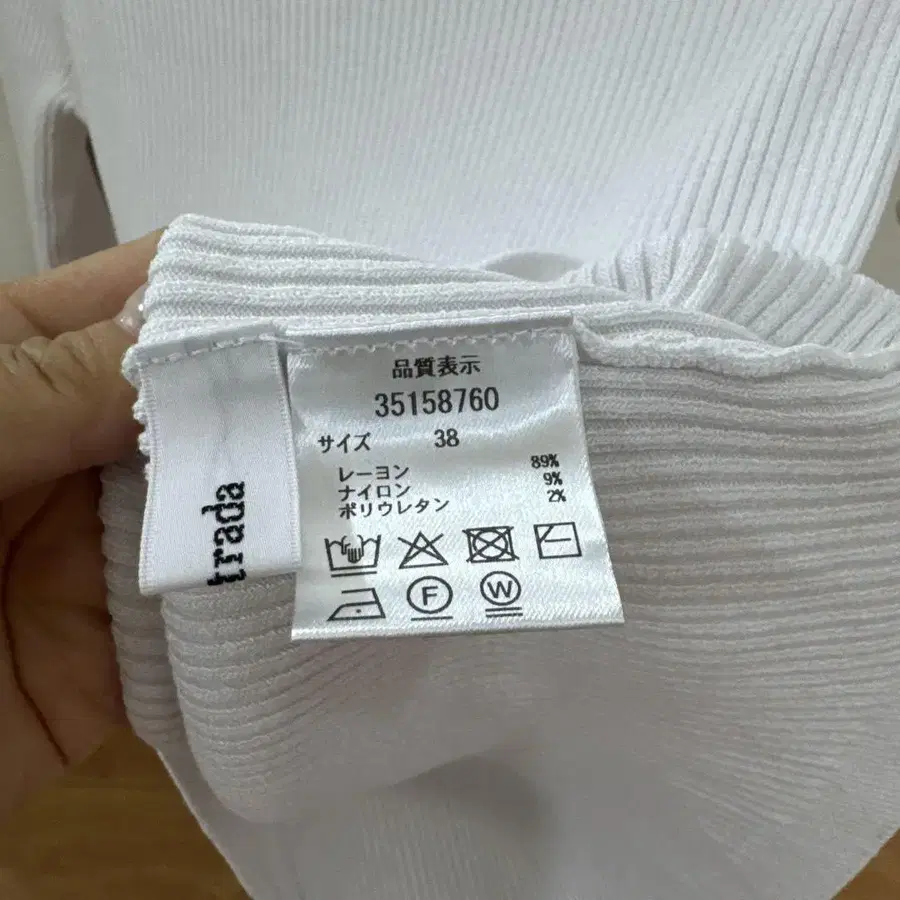 品質表示
35158760
サイズ 38
レーヨン 89%
ナイロン 9%
ポリウレタン 2%
F W
trada